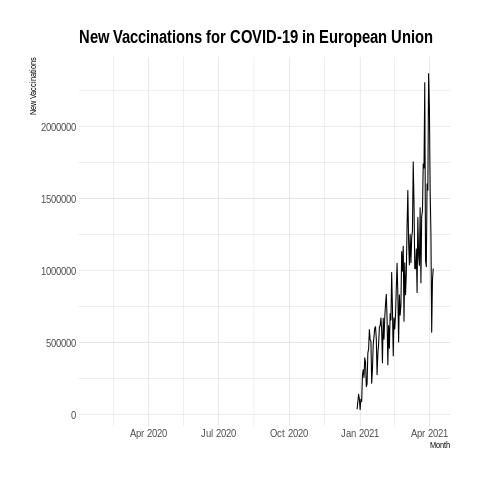 New Vaccinations for COVID-19 in European Union
New Vaccinations
2000000
1500000
1000000
500000
0
Apr 2020 Jul 2020 Oct 2020 Jan 2021 Apr 2021
Month